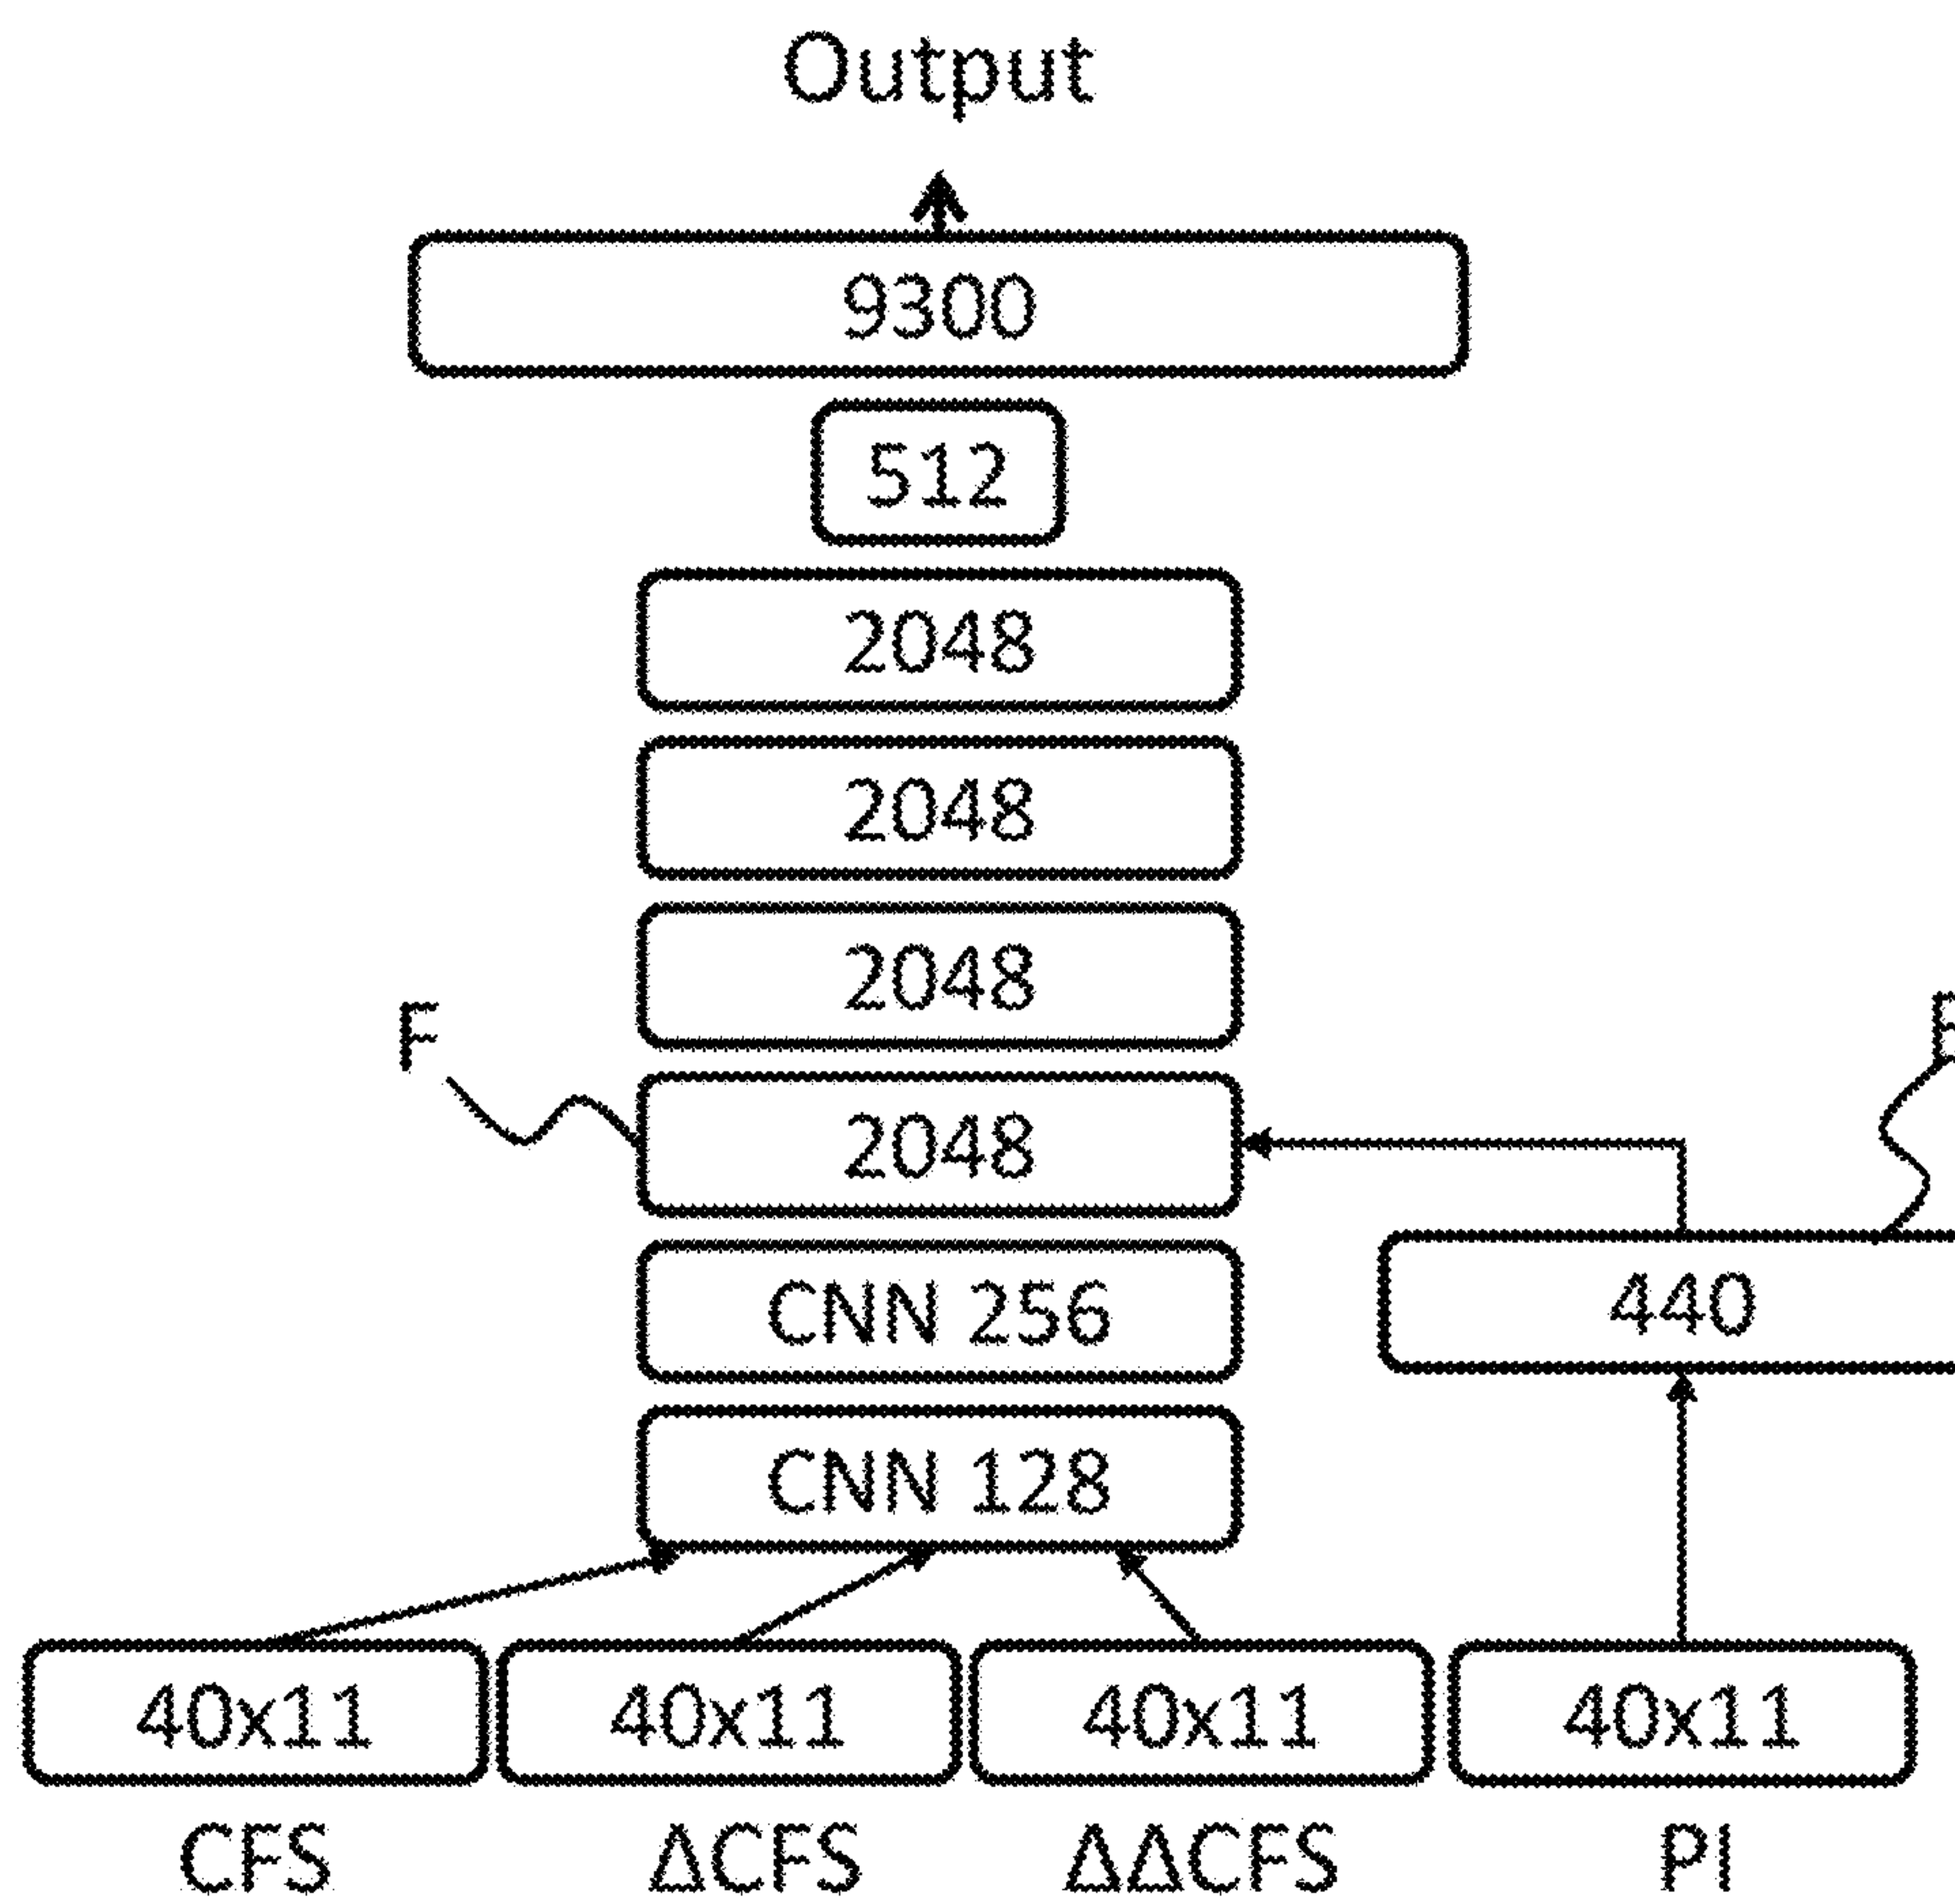 Output
9300
512
2048
2048
2048
F
2048
440
CNN 256
CNN 128
40x11 40x11 40x11 40x11
CFS ΔCFS ΔΔCFS PI